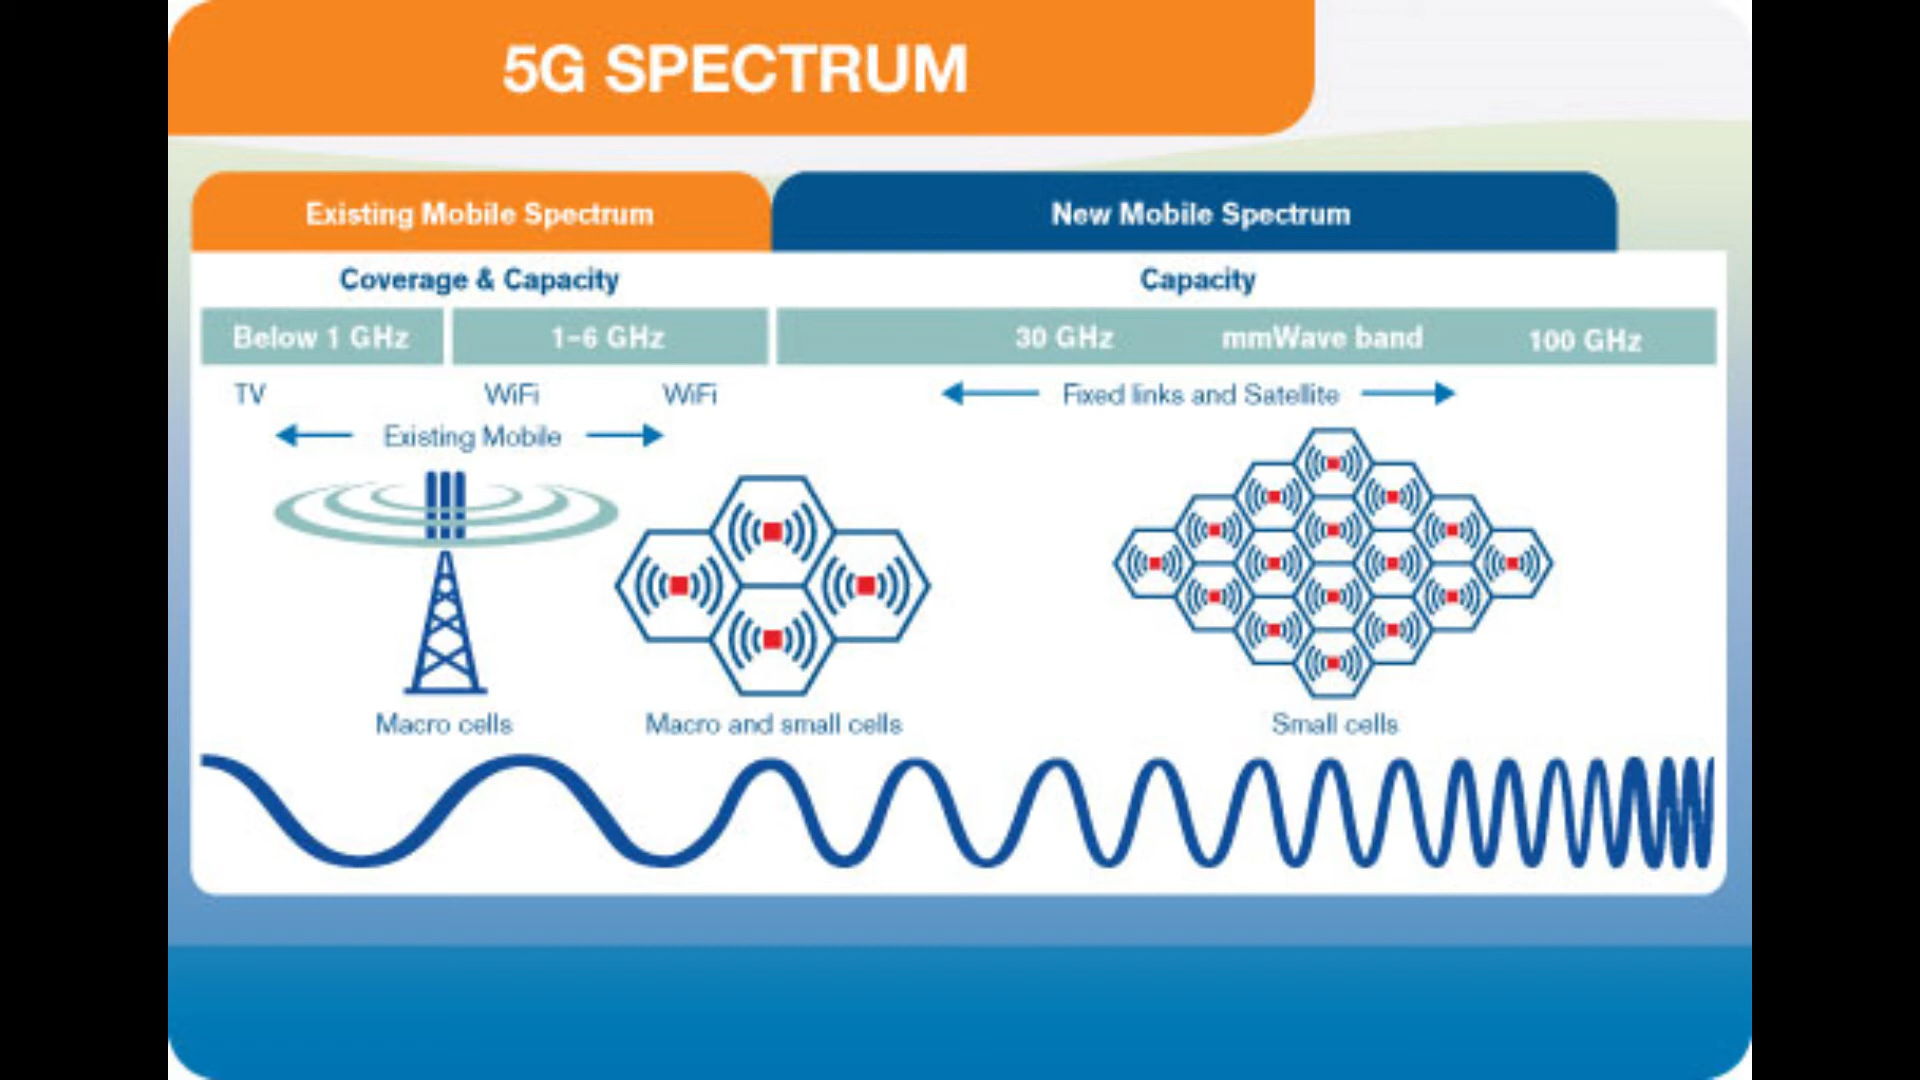 5G SPECTRUM
Existing Mobile Spectrum
New Mobile Spectrum
Coverage & Capacity
Capacity
Below 1 GHz
1–6 GHz
30 GHz
mmWave band
100 GHz
TV
WiFi
WiFi
Fixed links and Satellite
Existing Mobile
Macro cells
Macro and small cells
Small cells